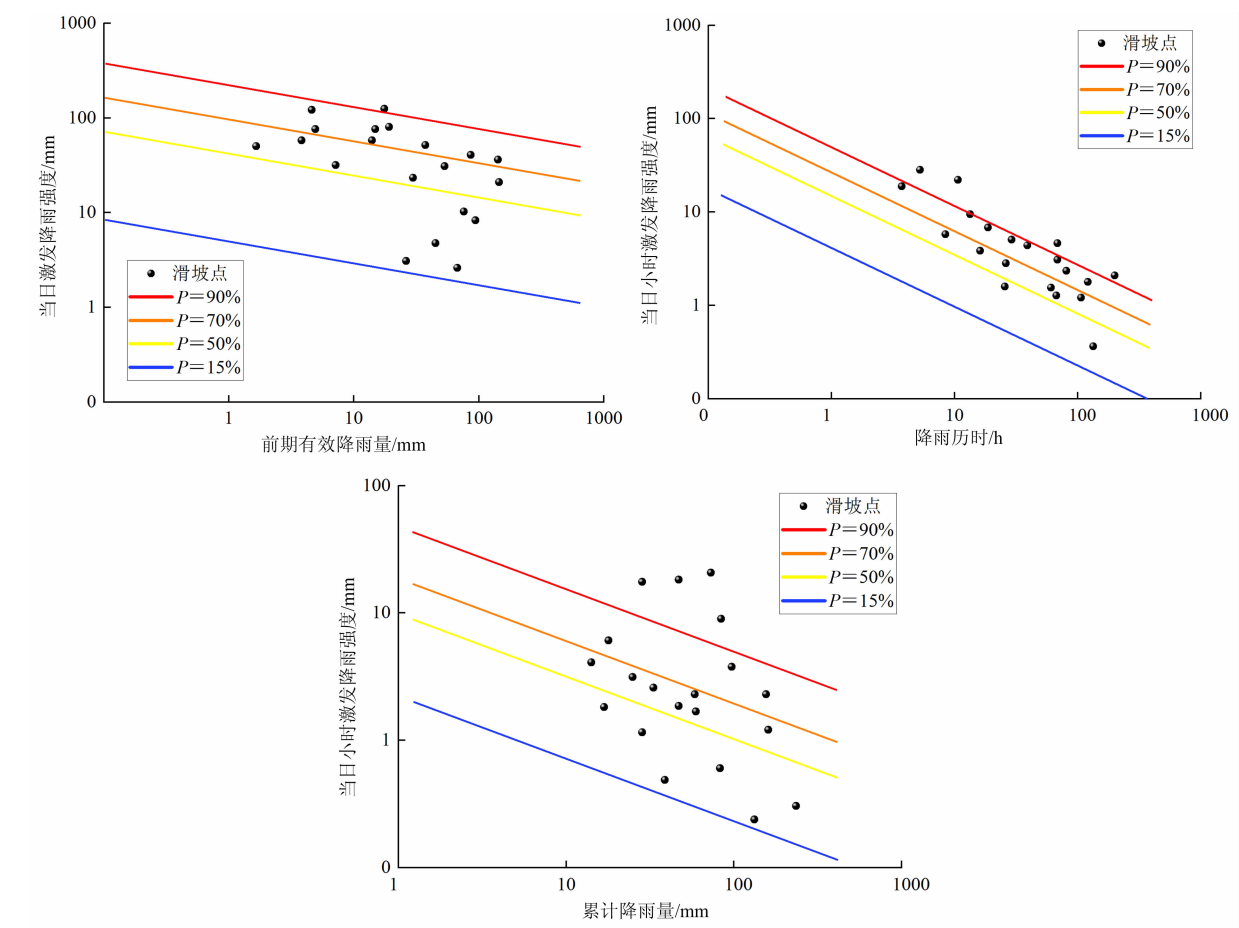 当日激发降雨强度/mm
1000
100
10
1
0
1
10
100
1000
前期有效降雨量/mm
滑坡点
P=90%
P=70%
P=50%
P=15%
当日小时激发降雨强度/mm
1000
100
10
1
0
0
1
10
100
1000
降雨历时/h
滑坡点
P=90%
P=70%
P=50%
P=15%
当日小时激发降雨强度/mm
100
10
1
0
1
10
100
1000
累计降雨量/mm
滑坡点
P=90%
P=70%
P=50%
P=15%